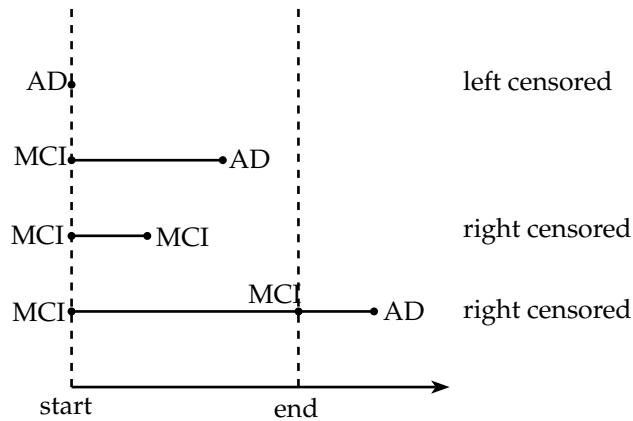 AD left censored
MCI AD
MCI MCI right censored
MCI
MCI AD right censored
start end